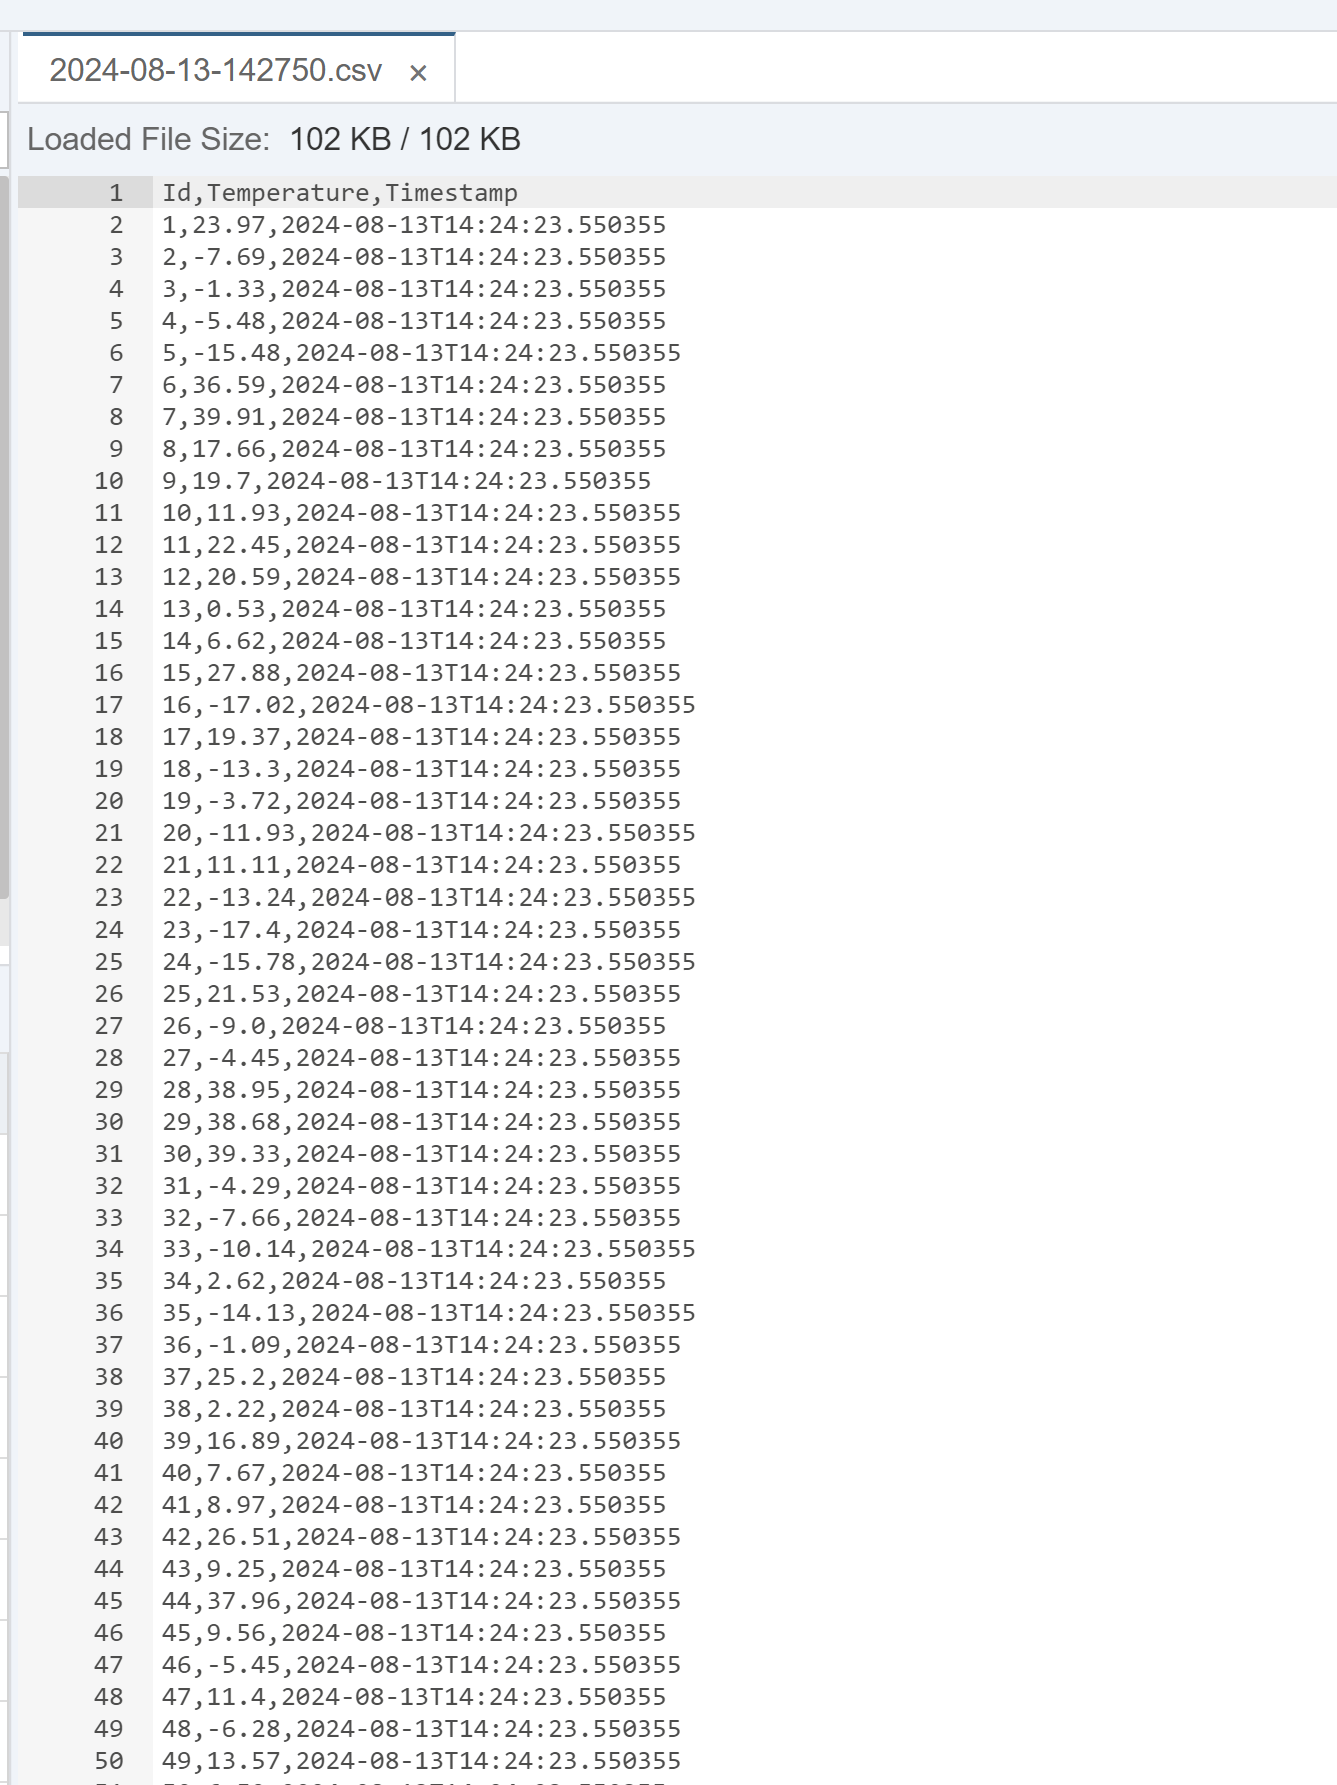 2024-08-13-142750.csv ×
Loaded File Size: 102 KB / 102 KB
1 Id,Temperature,Timestamp
2 1,23.97,2024-08-13T14:24:23.550355
3 2,-7.69,2024-08-13T14:24:23.550355
4 3,-1.33,2024-08-13T14:24:23.550355
5 4,-5.48,2024-08-13T14:24:23.550355
6 5,-15.48,2024-08-13T14:24:23.550355
7 6,36.59,2024-08-13T14:24:23.550355
8 7,39.91,2024-08-13T14:24:23.550355
9 8,17.66,2024-08-13T14:24:23.550355
10 9,19.7,2024-08-13T14:24:23.550355
11 10,11.93,2024-08-13T14:24:23.550355
12 11,22.45,2024-08-13T14:24:23.550355
13 12,20.59,2024-08-13T14:24:23.550355
14 13,0.53,2024-08-13T14:24:23.550355
15 14,6.62,2024-08-13T14:24:23.550355
16 15,27.88,2024-08-13T14:24:23.550355
17 16,-17.02,2024-08-13T14:24:23.550355
18 17,19.37,2024-08-13T14:24:23.550355
19 18,-13.3,2024-08-13T14:24:23.550355
20 19,-3.72,2024-08-13T14:24:23.550355
21 20,-11.93,2024-08-13T14:24:23.550355
22 21,11.11,2024-08-13T14:24:23.550355
23 22,-13.24,2024-08-13T14:24:23.550355
24 23,-17.4,2024-08-13T14:24:23.550355
25 24,-15.78,2024-08-13T14:24:23.550355
26 25,21.53,2024-08-13T14:24:23.550355
27 26,-9.0,2024-08-13T14:24:23.550355
28 27,-4.45,2024-08-13T14:24:23.550355
29 28,38.95,2024-08-13T14:24:23.550355
30 29,38.68,2024-08-13T14:24:23.550355
31 30,39.33,2024-08-13T14:24:23.550355
32 31,-4.29,2024-08-13T14:24:23.550355
33 32,-7.66,2024-08-13T14:24:23.550355
34 33,-10.14,2024-08-13T14:24:23.550355
35 34,2.62,2024-08-13T14:24:23.550355
36 35,-14.13,2024-08-13T14:24:23.550355
37 36,-1.09,2024-08-13T14:24:23.550355
38 37,25.2,2024-08-13T14:24:23.550355
39 38,2.22,2024-08-13T14:24:23.550355
40 39,16.89,2024-08-13T14:24:23.550355
41 40,7.67,2024-08-13T14:24:23.550355
42 41,8.97,2024-08-13T14:24:23.550355
43 42,26.51,2024-08-13T14:24:23.550355
44 43,9.25,2024-08-13T14:24:23.550355
45 44,37.96,2024-08-13T14:24:23.550355
46 45,9.56,2024-08-13T14:24:23.550355
47 46,-5.45,2024-08-13T14:24:23.550355
48 47,11.4,2024-08-13T14:24:23.550355
49 48,-6.28,2024-08-13T14:24:23.550355
50 49,13.57,2024-08-13T14:24:23.550355